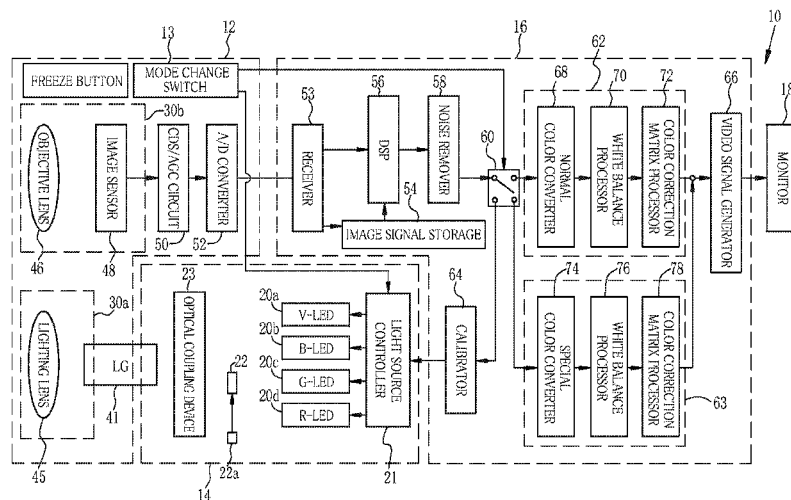 10
13
12
16
FREEZE BUTTON
MODE CHANGE
SWITCH
62
30b
53
56
58
68
70
72
66
18
OBJECTIVE LENS
IMAGE SENSOR
CDS/AGC CIRCUIT
A/D CONVERTER
RECEIVER
DSP
NOISE REMOVER
60
NORMAL
COLOR CONVERTER
WHITE BALANCE
PROCESSOR
COLOR CORRECTION
MATRIX PROCESSOR
VIDEO SIGNAL GENERATOR
MONITOR
54
IMAGE SIGNAL STORAGE
46
48
50
52
23
64
74
76
78
30a
20a
V-LED
20b
B-LED
20c
G-LED
20d
R-LED
OPTICAL COUPLING DEVICE
22
22a
LIGHT SOURCE
CONTROLLER
CALIBRATOR
SPECIAL
COLOR CONVERTER
WHITE BALANCE
PROCESSOR
COLOR CORRECTION
MATRIX PROCESSOR
LIGHTING LENS
LG
41
45
14
21
63